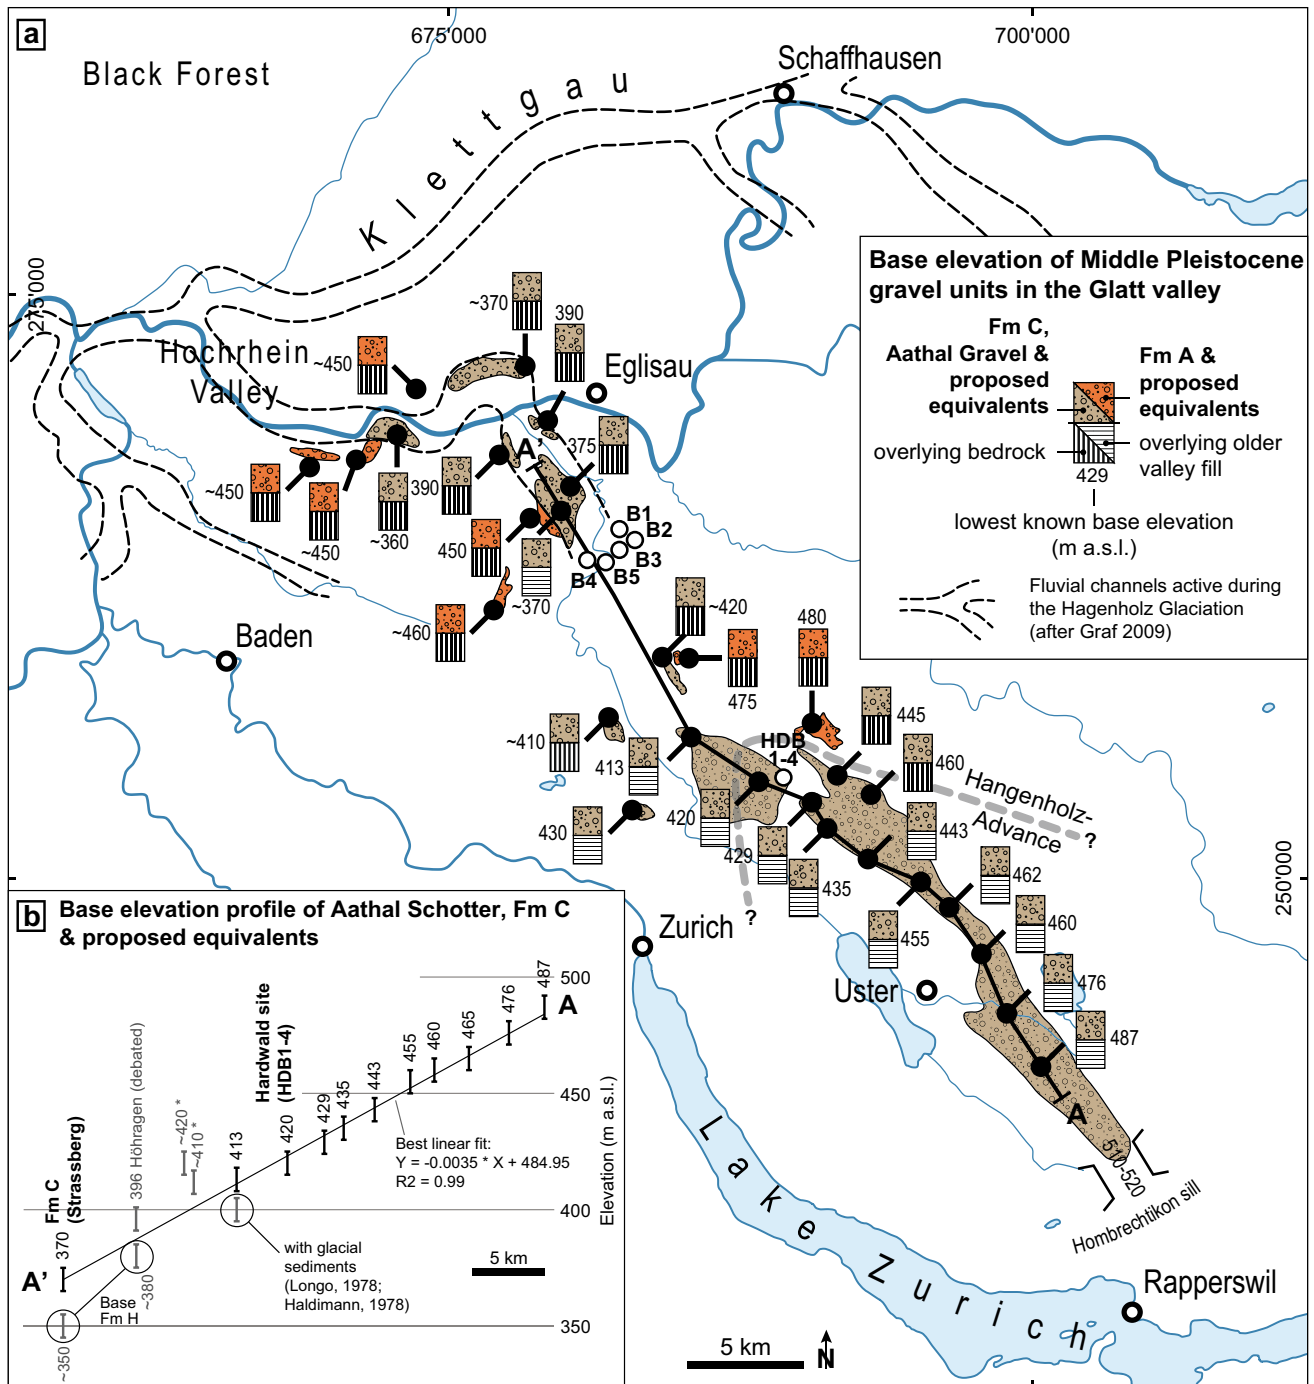 a
675'000
700'000
Black Forest
Schaffhausen
Klettgau
275'000
Base elevation of Middle Pleistocene
gravel units in the Glatt valley
Fm C,
Aathal Gravel &
proposed
equivalents
Fm A &
proposed
equivalents
overlying bedrock
overlying older
valley fill
429
lowest known base elevation
(m a.s.l.)
Fluvial channels active during
the Hagenholz Glaciation
(after Graf 2009)
~370
390
Hochrhein
Valley
~450
Eglisau
A'
375
~450
~450
~360
390
450
~370
B1
B2
B3
B4
B5
~460
Baden
~420
475
480
~410
413
HDB
1-4
445
460
Hangenholz-
Advance
?
430
420
429
435
443
462
455
460
476
487
?
250'000
Zurich
Uster
A
510-520
Hombrechtikon sill
Lake Zurich
Rapperswil
5 km
N
b
Base elevation profile of Aathal Schotter, Fm C
& proposed equivalents
500
450
400
350
Elevation (m a.s.l.)
A
A’
Fm C
(Strassberg)
370
396 Höhragen (debated)
~420 *
~410 *
413
Hardwald site
(HDB1-4)
420
429
435
443
455
460
465
476
487
Best linear fit:
Y = -0.0035 * X + 484.95
R2 = 0.99
with glacial
sediments
(Longo, 1978;
Haldimann, 1978)
Base
Fm H
~380
~350
5 km